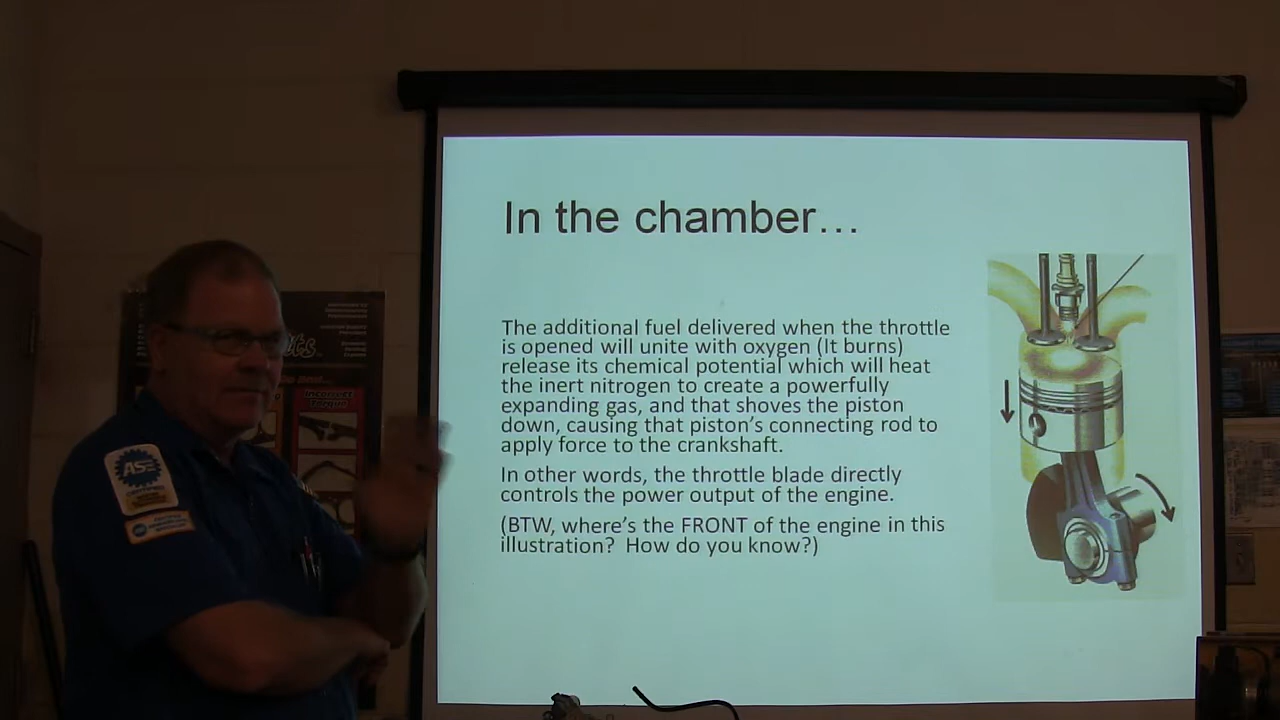 In the chamber…
The additional fuel delivered when the throttle
is opened will unite with oxygen (It burns)
release its chemical potential which will heat
the inert nitrogen to create a powerfully
expanding gas, and that shoves the piston
down, causing that piston's connecting rod to
apply force to the crankshaft.
In other words, the throttle blade directly
controls the power output of the engine.
(BTW, where's the FRONT of the engine in this
illustration?  How do you know?)
ASE
CERTIFIED